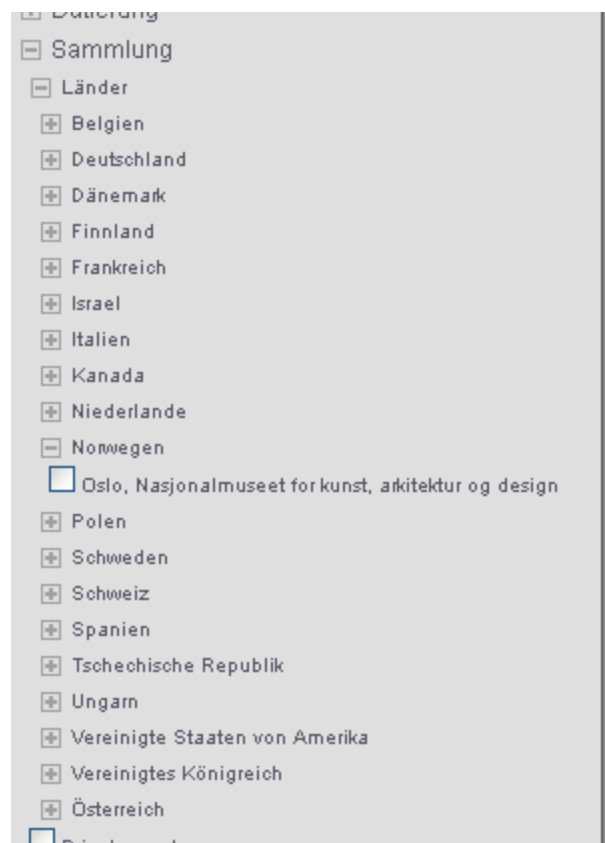 Datierung
Sammlung
Länder
Belgien
Deutschland
Dänemark
Finnland
Frankreich
Israel
Italien
Kanada
Niederlande
Norwegen
Oslo, Nasjonalmuseet for kunst, arkitektur og design
Polen
Schweden
Schweiz
Spanien
Tschechische Republik
Ungarn
Vereinigte Staaten von Amerika
Vereinigtes Königreich
Österreich